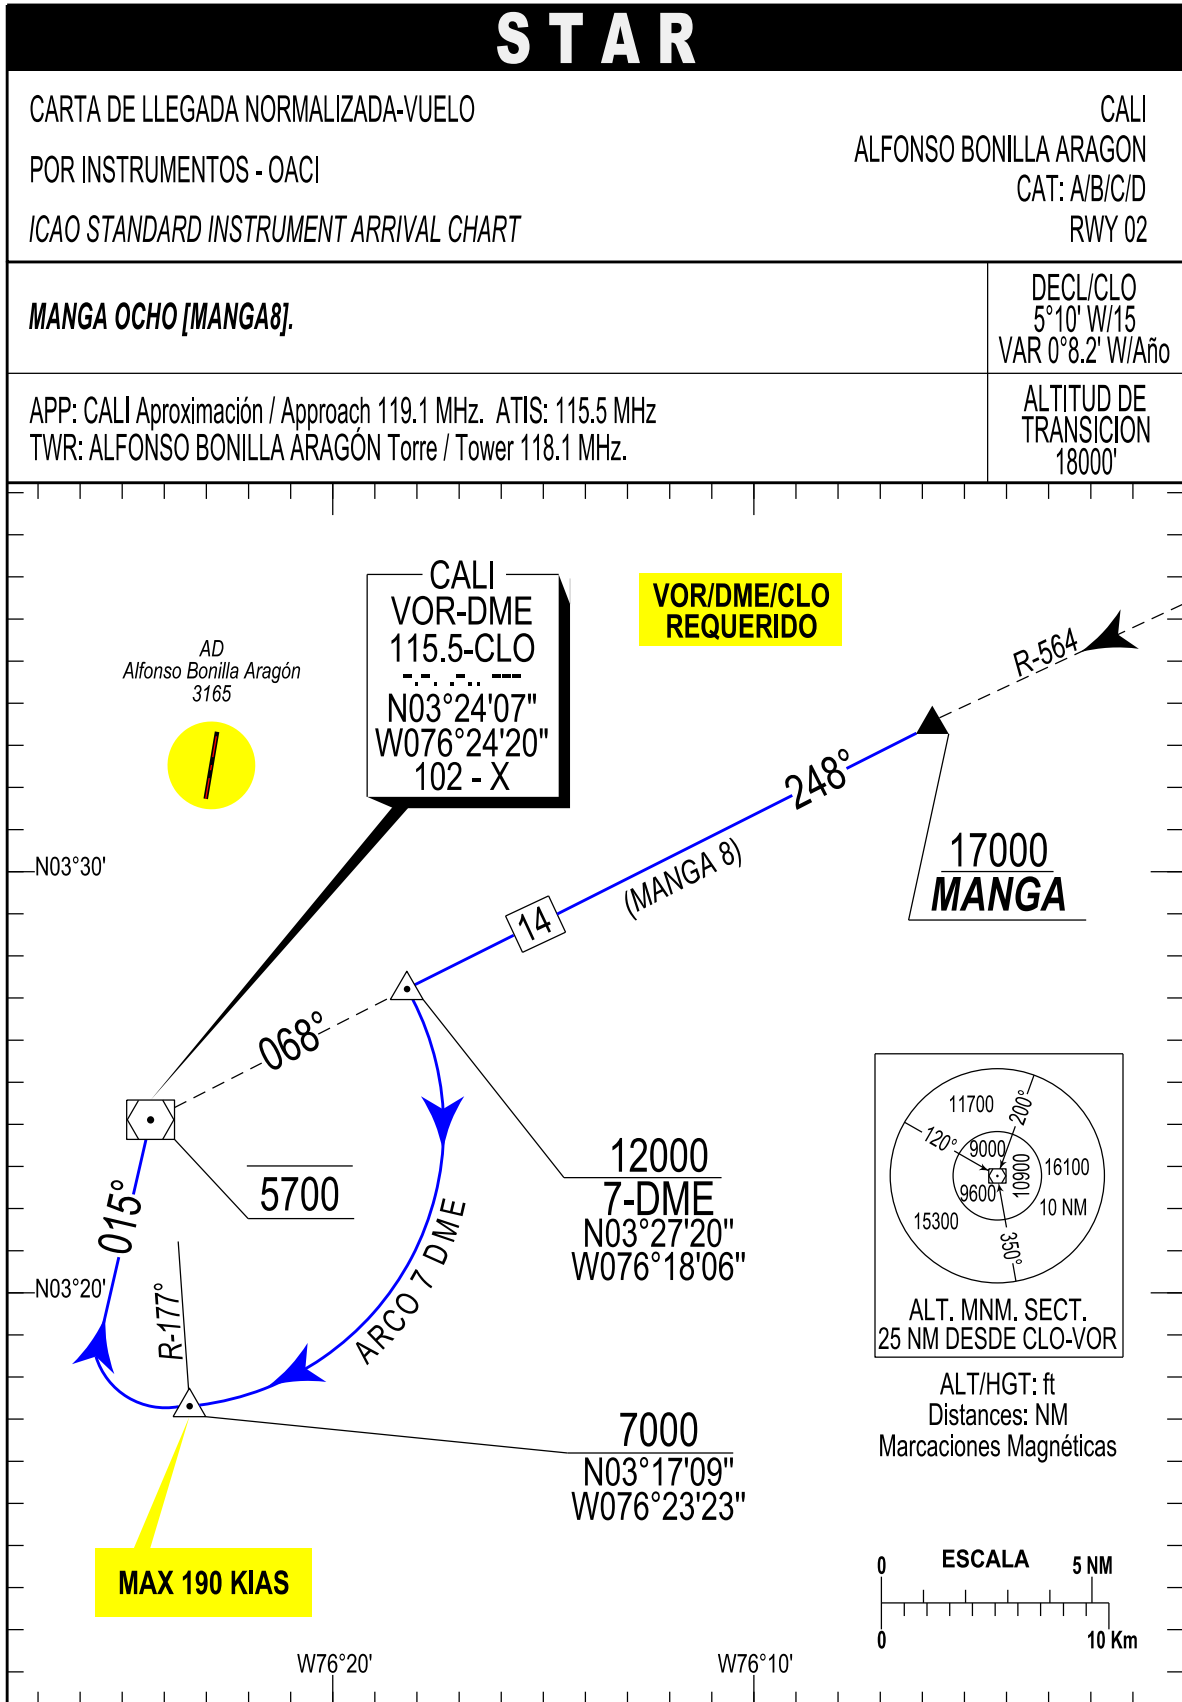 STAR
CARTA DE LLEGADA NORMALIZADA-VUELO
POR INSTRUMENTOS - OACI
ICAO STANDARD INSTRUMENT ARRIVAL CHART
CALI
ALFONSO BONILLA ARAGON
CAT: A/B/C/D
RWY 02
MANGA OCHO [MANGA8].
DECL/CLO
5°10' W/15
VAR 0°8.2' W/Año
APP: CALI Aproximación / Approach 119.1 MHz. ATIS: 115.5 MHz
TWR: ALFONSO BONILLA ARAGÓN Torre / Tower 118.1 MHz.
ALTITUD DE
TRANSICION
18000'
CALI
VOR-DME
115.5-CLO
-.-. .-.. ---
N03°24'07"
W076°24'20"
102 - X
VOR/DME/CLO
REQUERIDO
AD
Alfonso Bonilla Aragón
3165
R-564
248°
17000
MANGA
(MANGA 8)
14
N03°30'
068°
12000
7-DME
N03°27'20"
W076°18'06"
5700
015°
ARCO 7 DME
R-177°
N03°20'
11700
200°
120°
9000
10900
16100
9600
10 NM
15300
350°
ALT. MNM. SECT.
25 NM DESDE CLO-VOR
ALT/HGT: ft
Distances: NM
Marcaciones Magnéticas
7000
N03°17'09"
W076°23'23"
MAX 190 KIAS
0 ESCALA 5 NM
0 10 Km
W76°20'
W76°10'